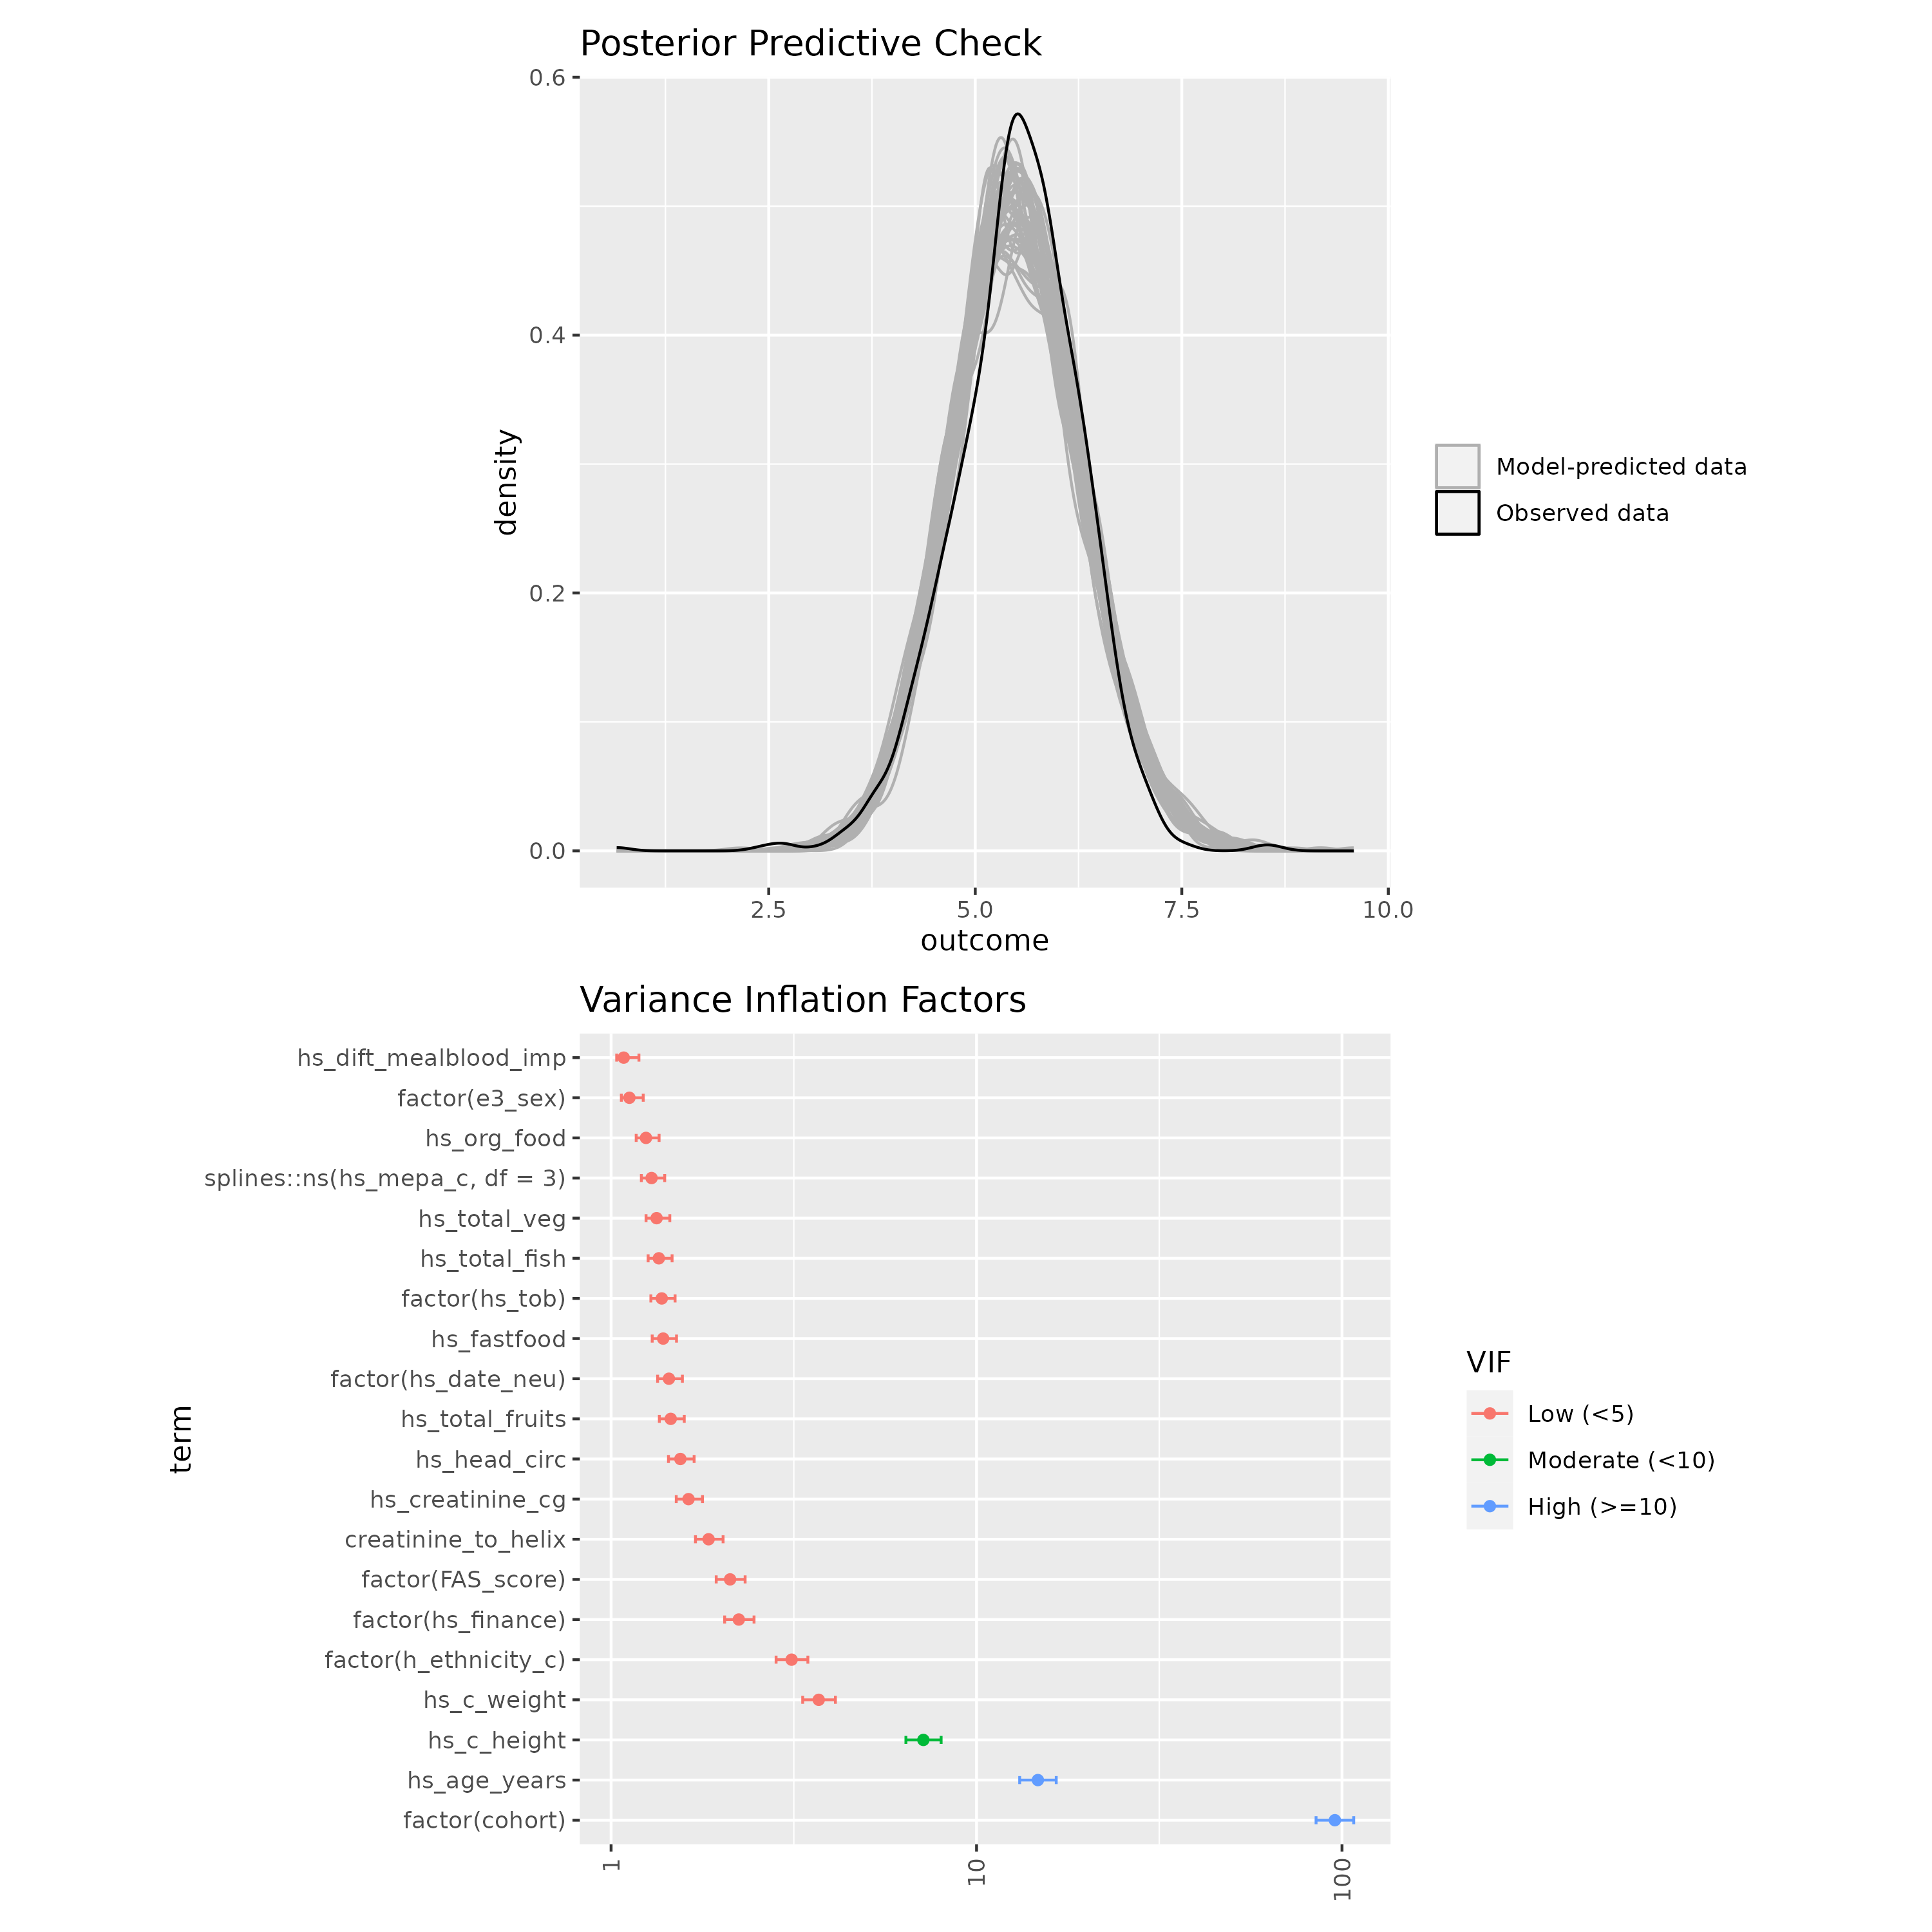 Posterior Predictive Check
0.6
0.4
0.2
0.0
density
2.5 5.0 7.5 10.0
outcome
Model-predicted data
Observed data
Variance Inflation Factors
term
hs_dift_mealblood_imp
factor(e3_sex)
hs_org_food
splines::ns(hs_mepa_c, df = 3)
hs_total_veg
hs_total_fish
factor(hs_tob)
hs_fastfood
factor(hs_date_neu)
hs_total_fruits
hs_head_circ
hs_creatinine_cg
creatinine_to_helix
factor(FAS_score)
factor(hs_finance)
factor(h_ethnicity_c)
hs_c_weight
hs_c_height
hs_age_years
factor(cohort)
1 10 100
VIF
Low (<5)
Moderate (<10)
High (>=10)